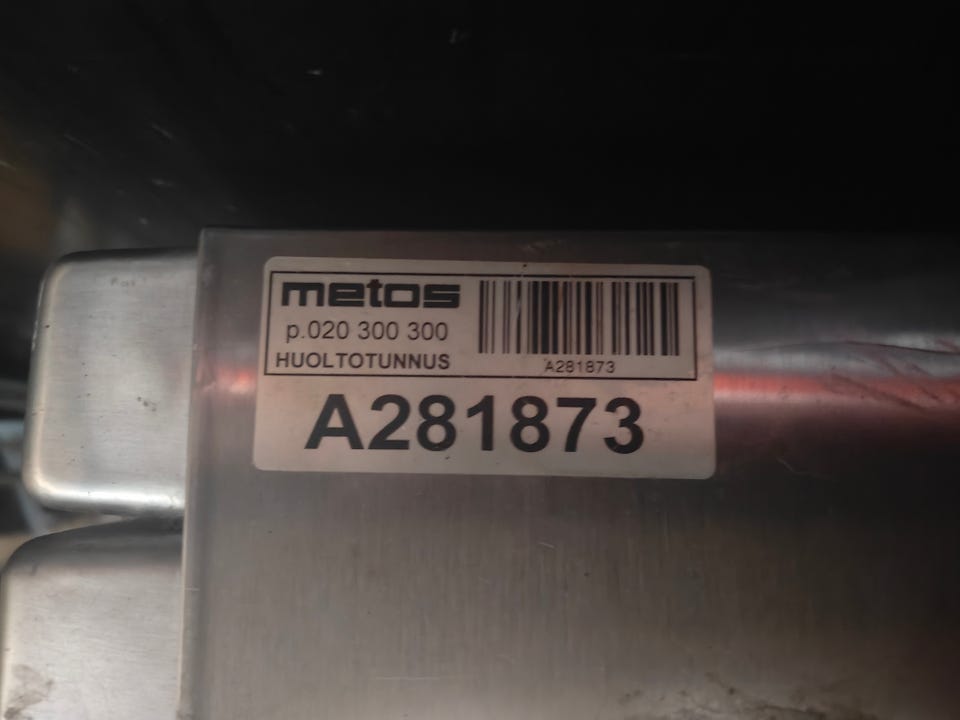 metos
p.020 300 300
HUOLTOTUNNUS
A281873
A281873